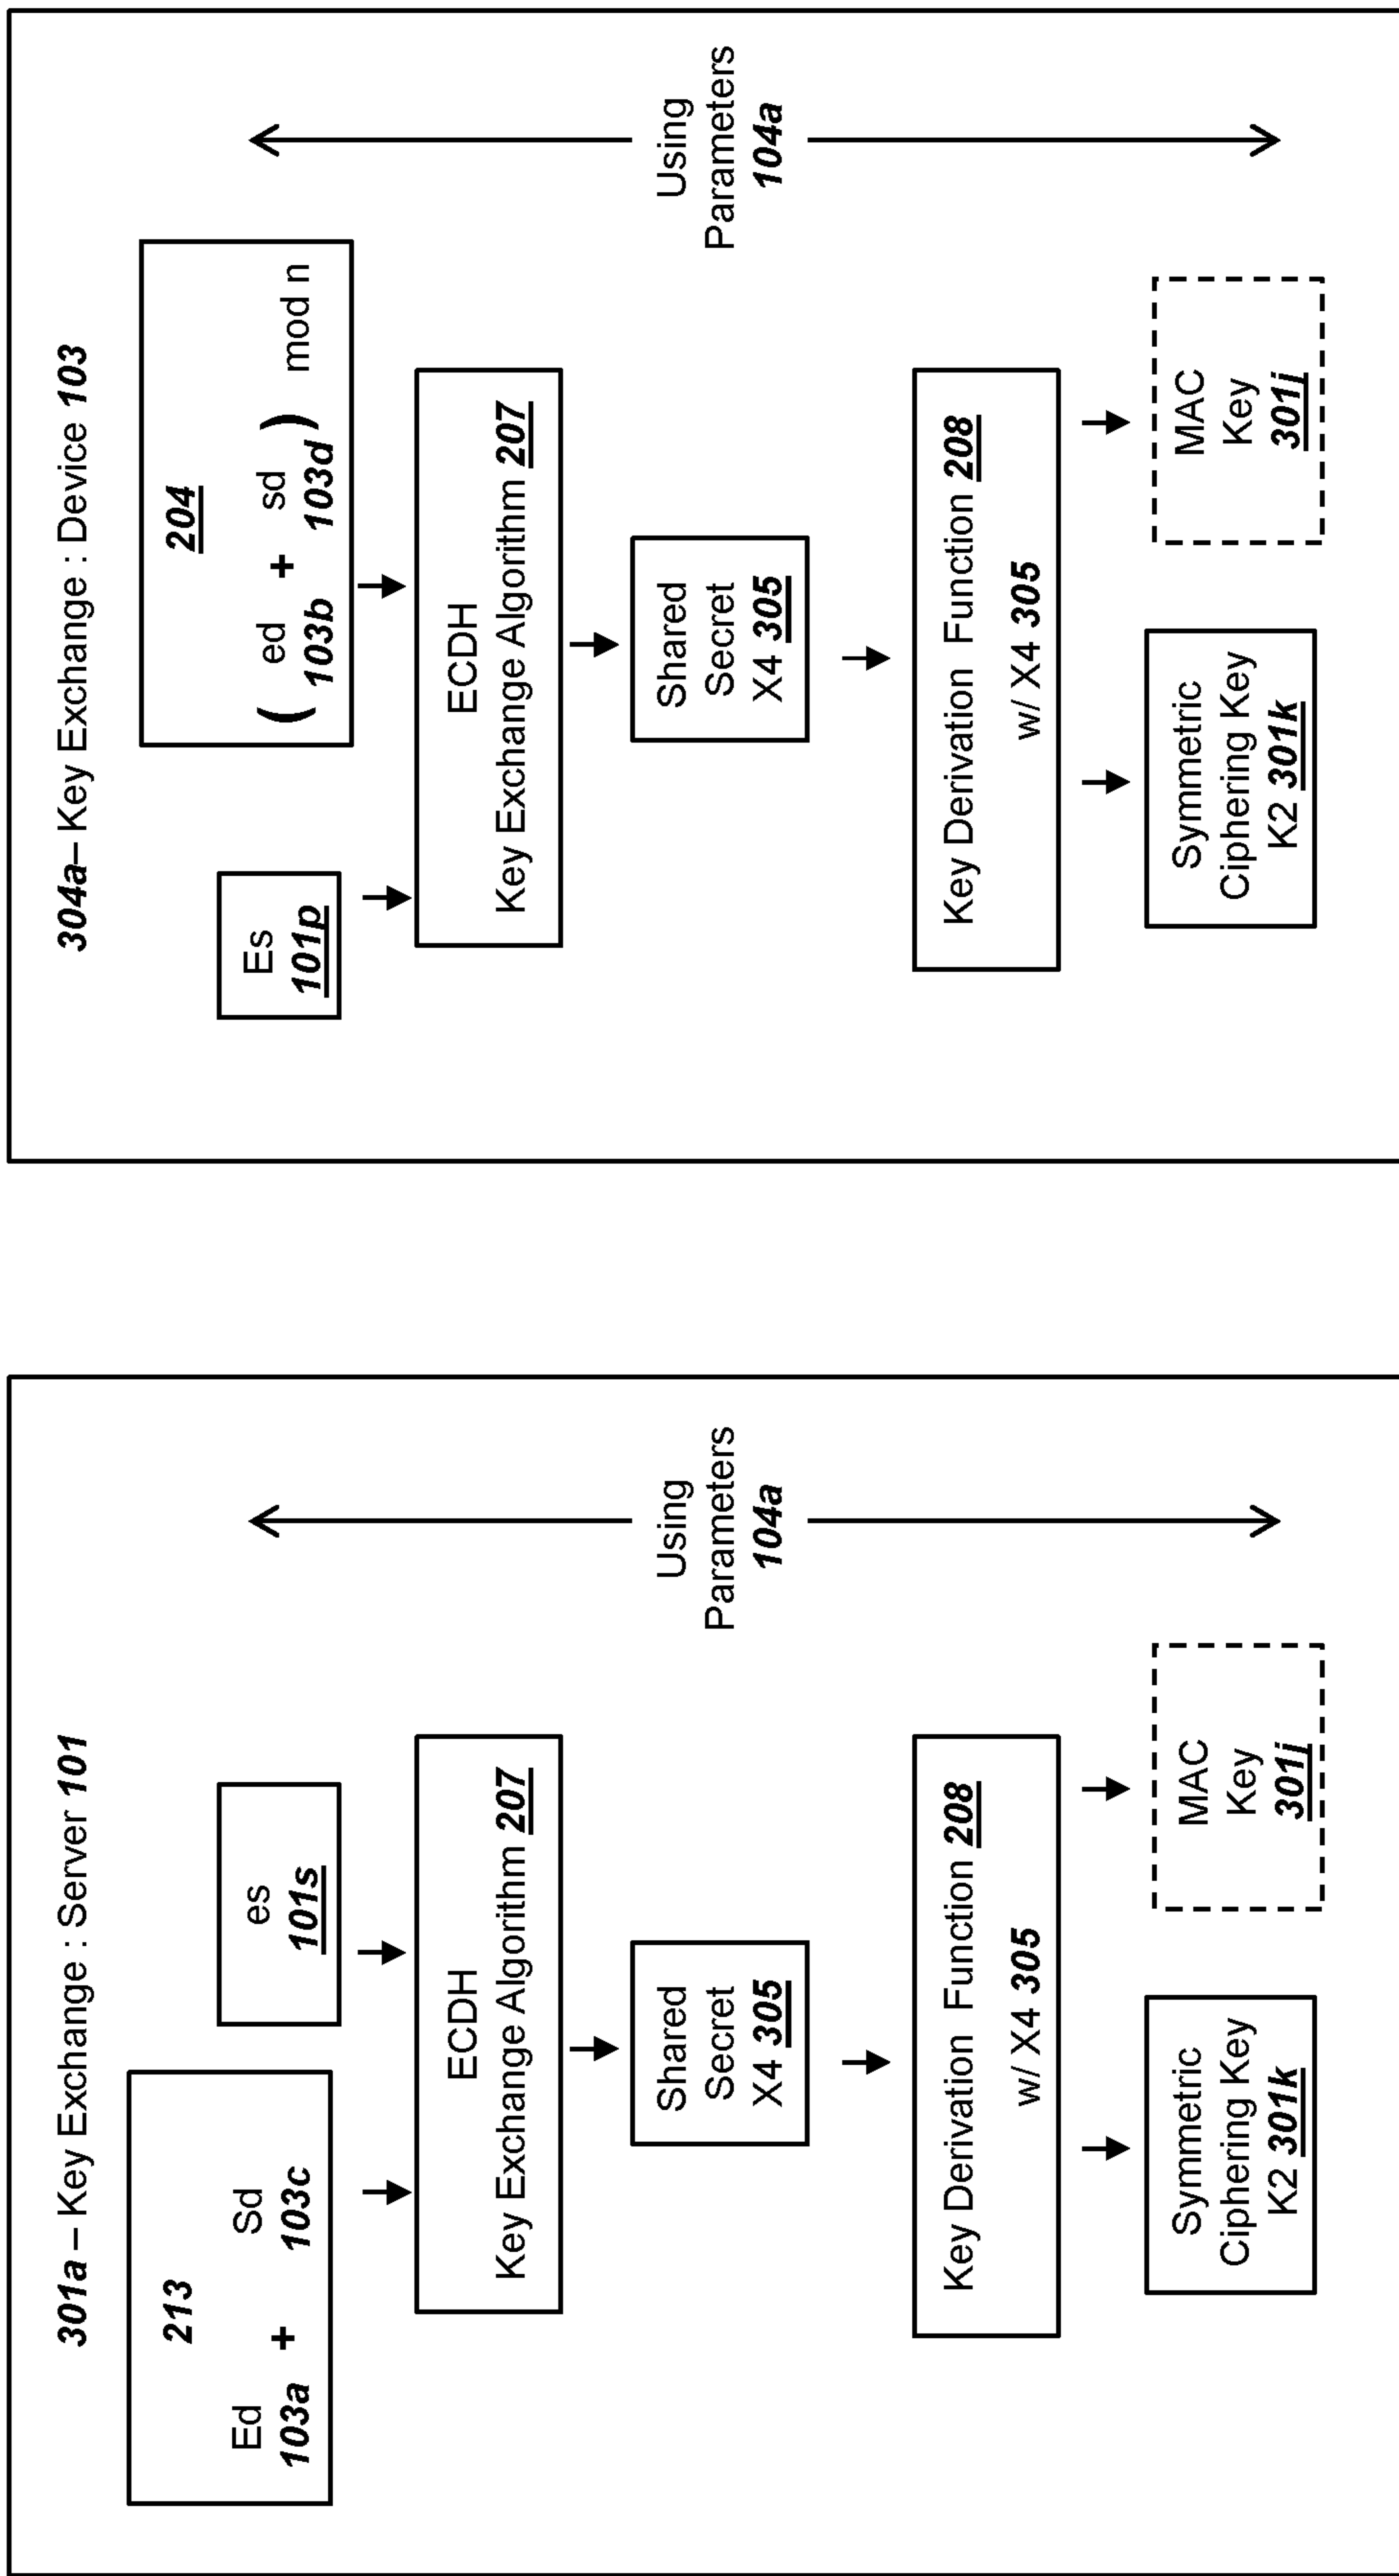 301a – Key Exchange : Server 101
213
Ed + Sd
103a 103c
es
101s
ECDH
Key Exchange Algorithm 207
Shared
Secret
X4 305
Key Derivation Function 208
w/ X4 305
Symmetric
Ciphering Key
K2 301k
MAC
Key
301j
Using
Parameters
104a
304a– Key Exchange : Device 103
Es
101p
204
( ed + sd ) mod n
103b 103d
ECDH
Key Exchange Algorithm 207
Shared
Secret
X4 305
Key Derivation Function 208
w/ X4 305
Symmetric
Ciphering Key
K2 301k
MAC
Key
301j
Using
Parameters
104a